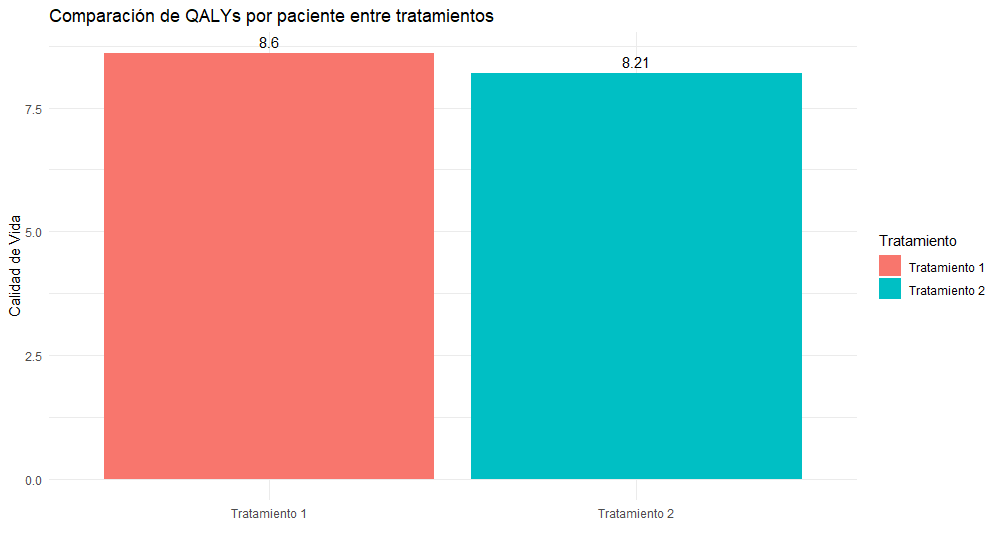 Comparación de QALYs por paciente entre tratamientos
8.6
8.21
7.5
5.0
2.5
0.0
Calidad de Vida
Tratamiento 1
Tratamiento 2
Tratamiento
Tratamiento 1
Tratamiento 2